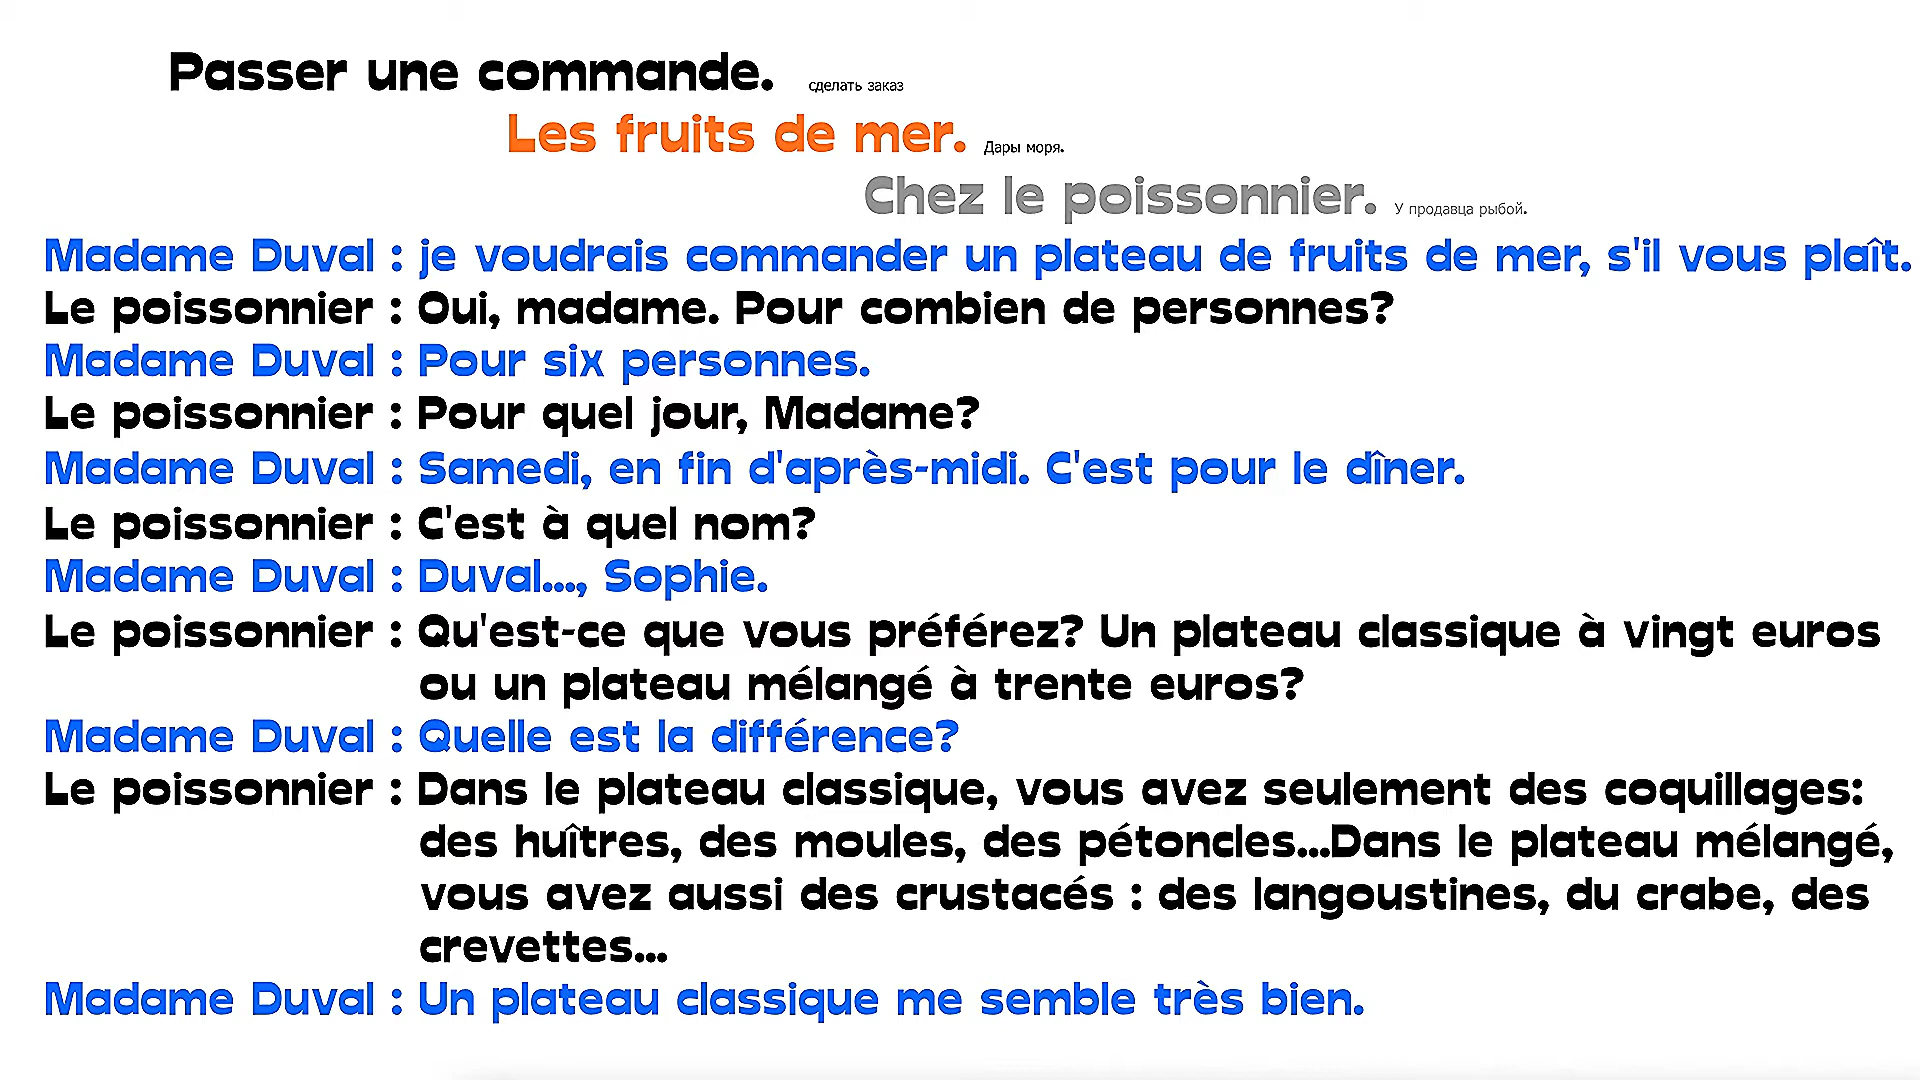 Passer une commande. сделать заказ
Les fruits de mer. Дары моря.
Chez le poissonnier. У продавца рыбой.
Madame Duval : je voudrais commander un plateau de fruits de mer, s'il vous plaît.
Le poissonnier : Oui, madame. Pour combien de personnes?
Madame Duval : Pour six personnes.
Le poissonnier : Pour quel jour, Madame?
Madame Duval : Samedi, en fin d'après-midi. C'est pour le dîner.
Le poissonnier : C'est à quel nom?
Madame Duval : Duval..., Sophie.
Le poissonnier : Qu'est-ce que vous préférez? Un plateau classique à vingt euros
ou un plateau mélangé à trente euros?
Madame Duval : Quelle est la différence?
Le poissonnier : Dans le plateau classique, vous avez seulement des coquillages:
des huîtres, des moules, des pétoncles...Dans le plateau mélangé,
vous avez aussi des crustacés : des langoustines, du crabe, des
crevettes...
Madame Duval : Un plateau classique me semble très bien.